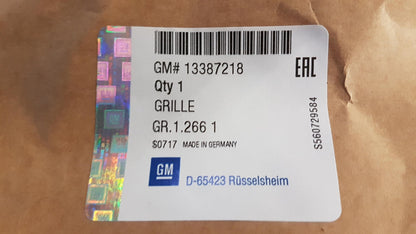 GM# 13387218
EAC
Qty 1
GRILLE
GR.1.266 1
S0717 MADE IN GERMANY
GM
D-65423 Rüsselsheim
S560729584